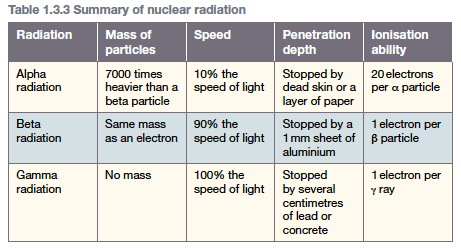 Table 1.3.3 Summary of nuclear radiation
Radiation Mass of particles Speed Penetration depth Ionisation ability
Alpha radiation 7000 times heavier than a beta particle 10% the speed of light Stopped by dead skin or a layer of paper 20 electrons per α particle
Beta radiation Same mass as an electron 90% the speed of light Stopped by a 1 mm sheet of aluminium 1 electron per β particle
Gamma radiation No mass 100% the speed of light Stopped by several centimetres of lead or concrete 1 electron per γ ray